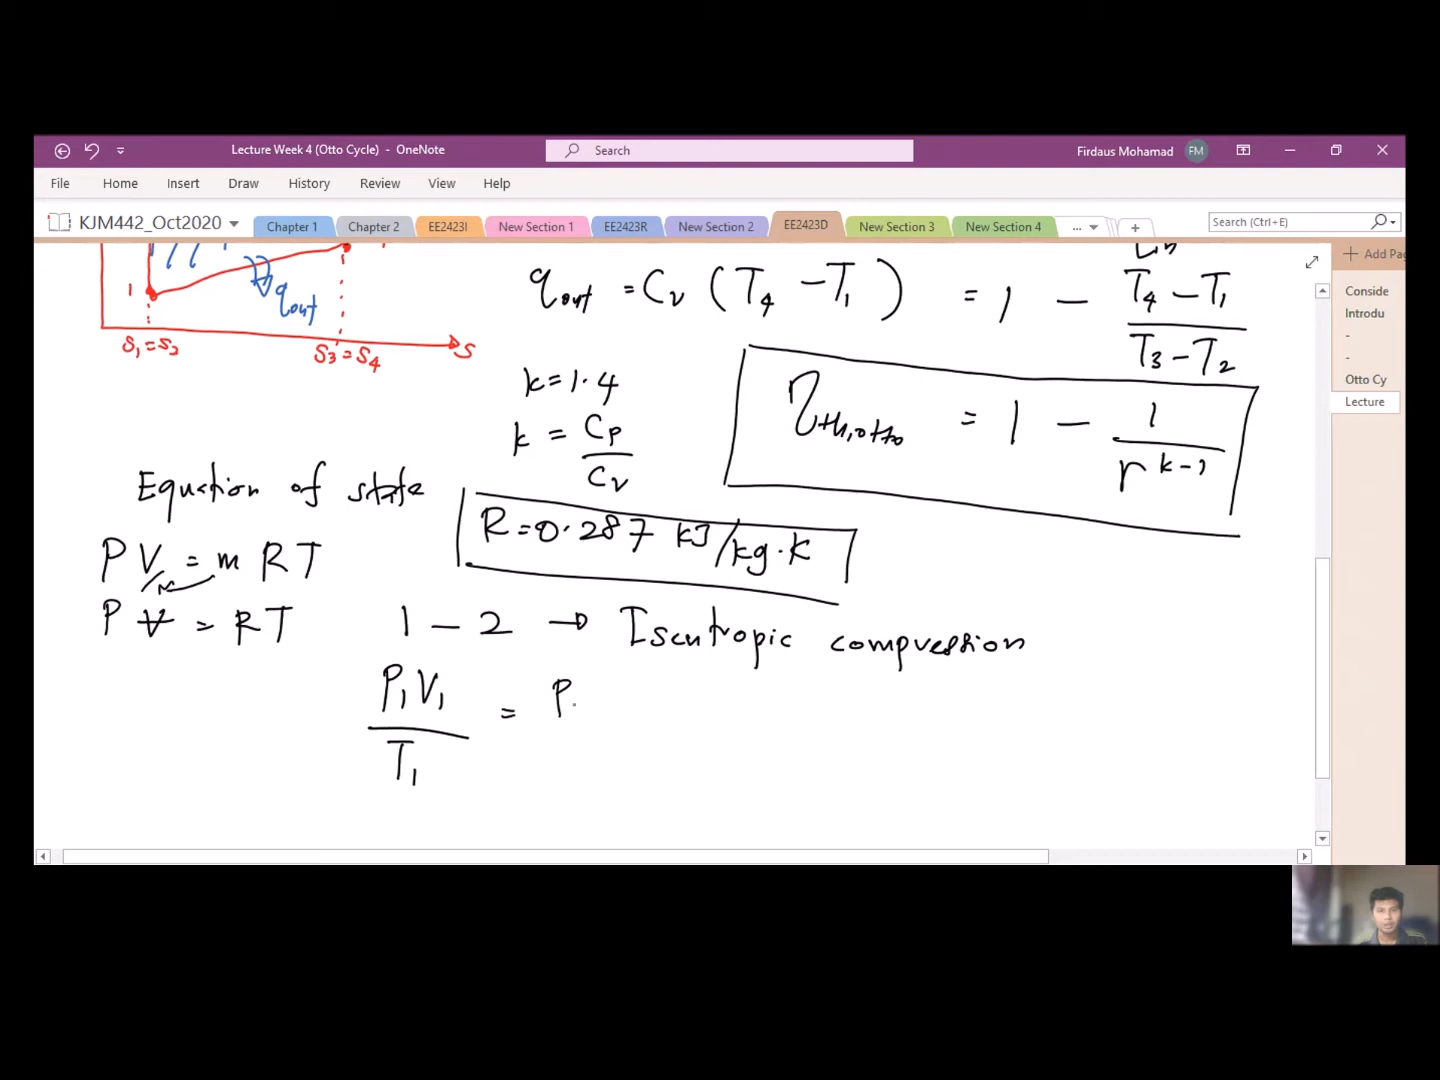 Lecture Week 4 (Otto Cycle) - OneNote
Search
Firdaus Mohamad
FM
File Home Insert Draw History Review View Help
KJM442_Oct2020
Chapter 1 Chapter 2 EE2423I New Section 1 EE2423R New Section 2 EE2423D New Section 3 New Section 4 ... +
Search (Ctrl+E)
Add Pag
Conside
Introdu
-
-
Otto Cy
Lecture
1
qout
S1 = S2
S3 = S4
S
qout = Cv (T4 - T1) = 1 - (T4 - T1)/(T3 - T2)
k = 1.4
k = Cp/Cv
ηth,otto = 1 - 1/r^(k-1)
Equation of state
R = 0.287 kJ/kg.K
PV = mRT
PV = RT
1 - 2 → Isentropic compression
P1V1/T1 = P